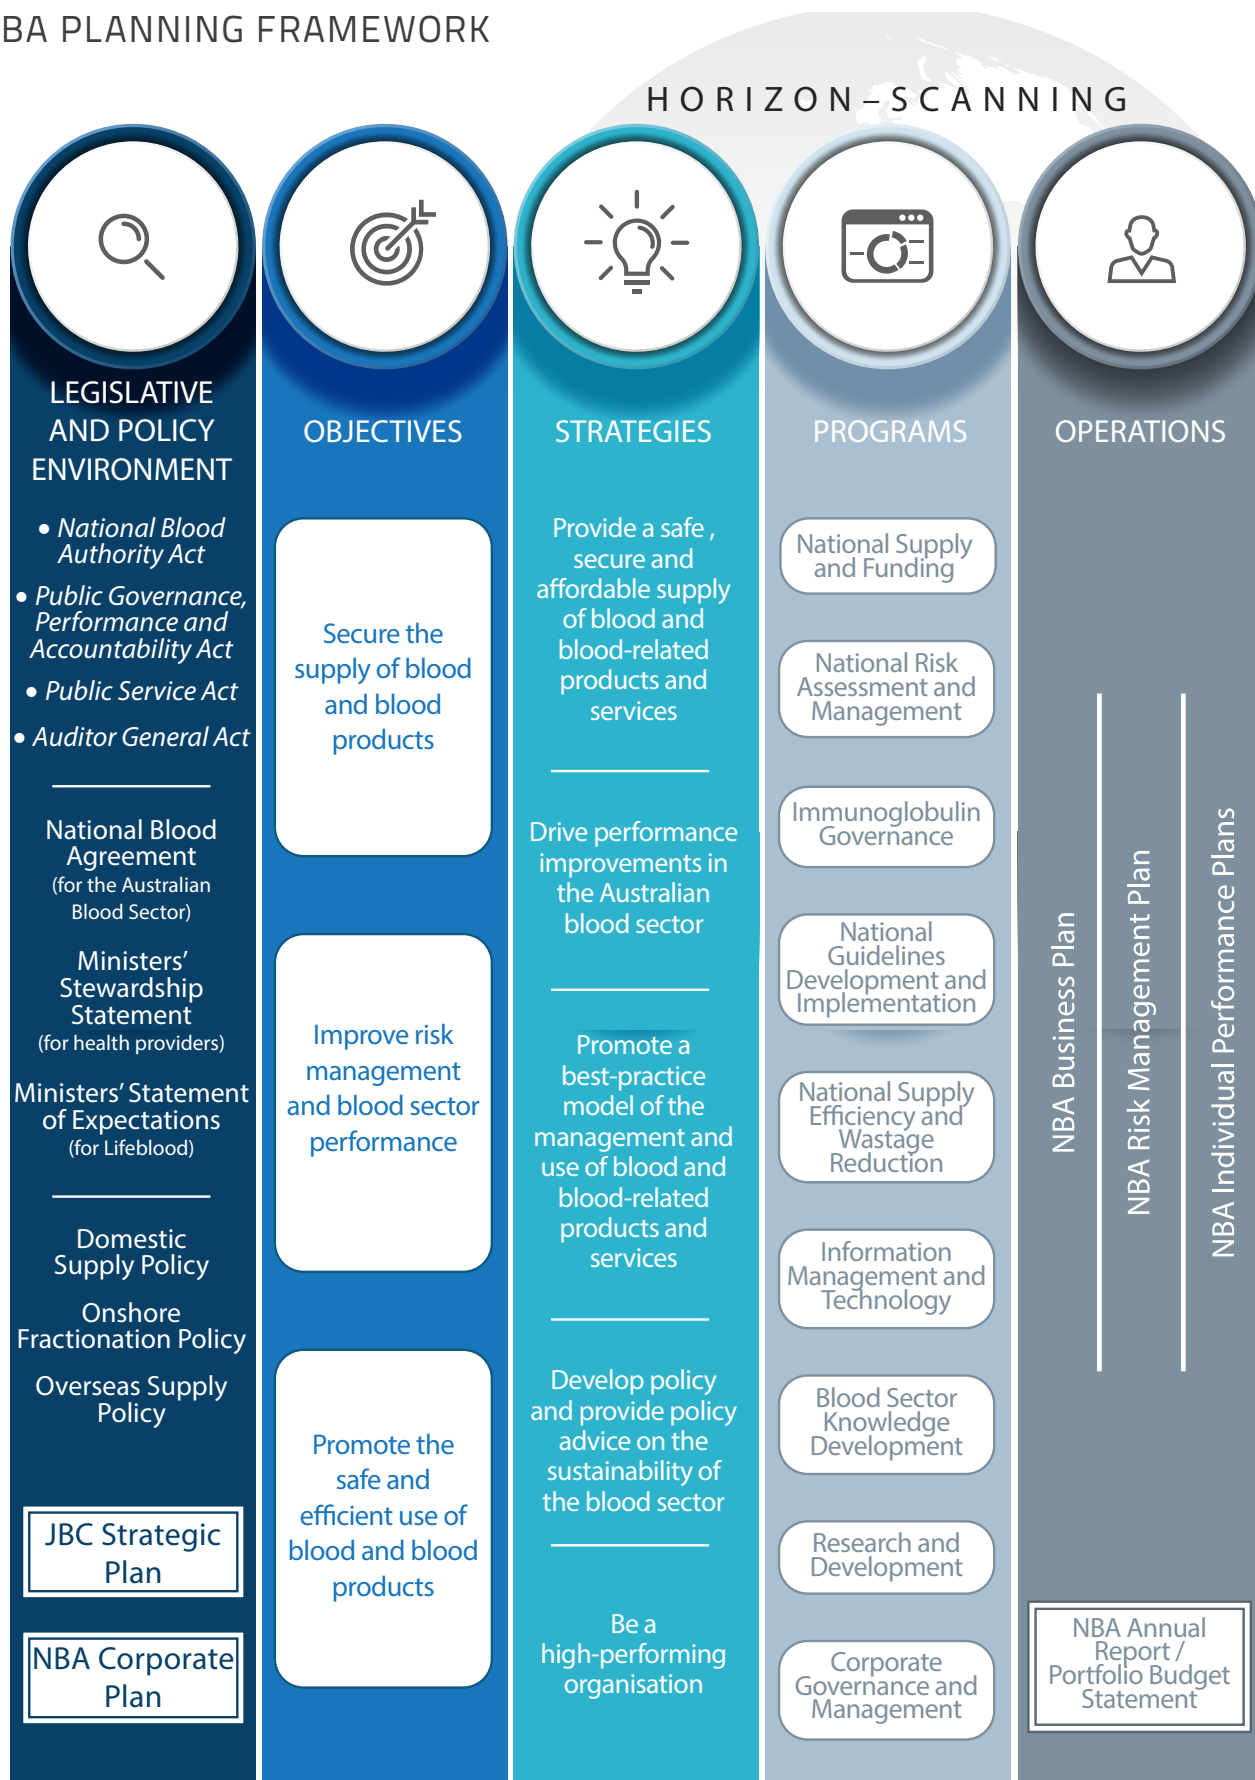 BA PLANNING FRAMEWORK
HORIZON–SCANNING
LEGISLATIVE
AND POLICY
ENVIRONMENT
• National Blood
Authority Act
• Public Governance,
Performance and
Accountability Act
• Public Service Act
• Auditor General Act
National Blood
Agreement
(for the Australian
Blood Sector)
Ministers’
Stewardship
Statement
(for health providers)
Ministers’ Statement
of Expectations
(for Lifeblood)
Domestic
Supply Policy
Onshore
Fractionation Policy
Overseas Supply
Policy
JBC Strategic
Plan
NBA Corporate
Plan
OBJECTIVES
Secure the
supply of blood
and blood
products
Improve risk
management
and blood sector
performance
Promote the
safe and
efficient use of
blood and blood
products
STRATEGIES
Provide a safe ,
secure and
affordable supply
of blood and
blood-related
products and
services
Drive performance
improvements in
the Australian
blood sector
Promote a
best-practice
model of the
management and
use of blood and
blood-related
products and
services
Develop policy
and provide policy
advice on the
sustainability of
the blood sector
Be a
high-performing
organisation
PROGRAMS
National Supply
and Funding
National Risk
Assessment and
Management
Immunoglobulin
Governance
National
Guidelines
Development and
Implementation
National Supply
Efficiency and
Wastage
Reduction
Information
Management and
Technology
Blood Sector
Knowledge
Development
Research and
Development
Corporate
Governance and
Management
OPERATIONS
NBA Business Plan
NBA Risk Management Plan
NBA Individual Performance Plans
NBA Annual
Report /
Portfolio Budget
Statement